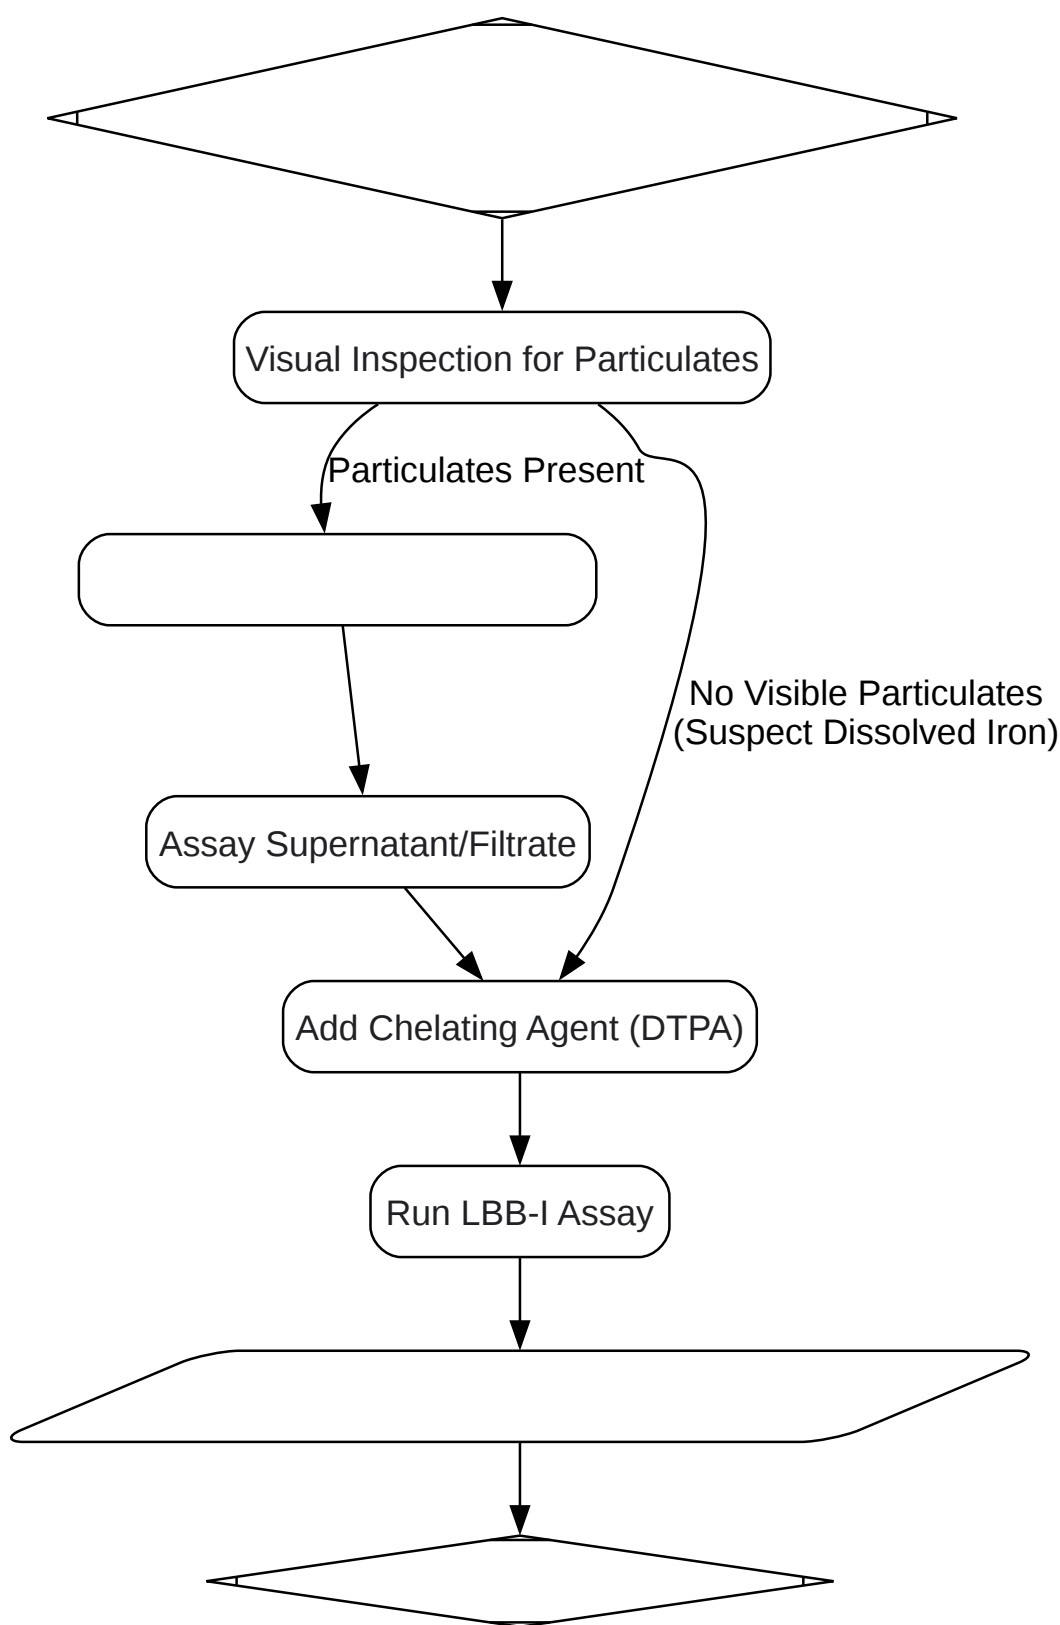 Visual Inspection for Particulates
Particulates Present
No Visible Particulates
(Suspect Dissolved Iron)
Assay Supernatant/Filtrate
Add Chelating Agent (DTPA)
Run LBB-I Assay